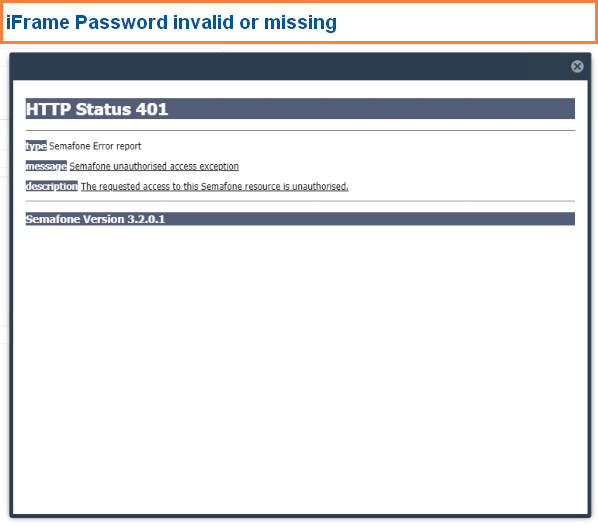 iFrame Password invalid or missing
HTTP Status 401
type Semafone Error report
message Semafone unauthorised access exception
description The requested access to this Semafone resource is unauthorised.
Semafone Version 3.2.0.1